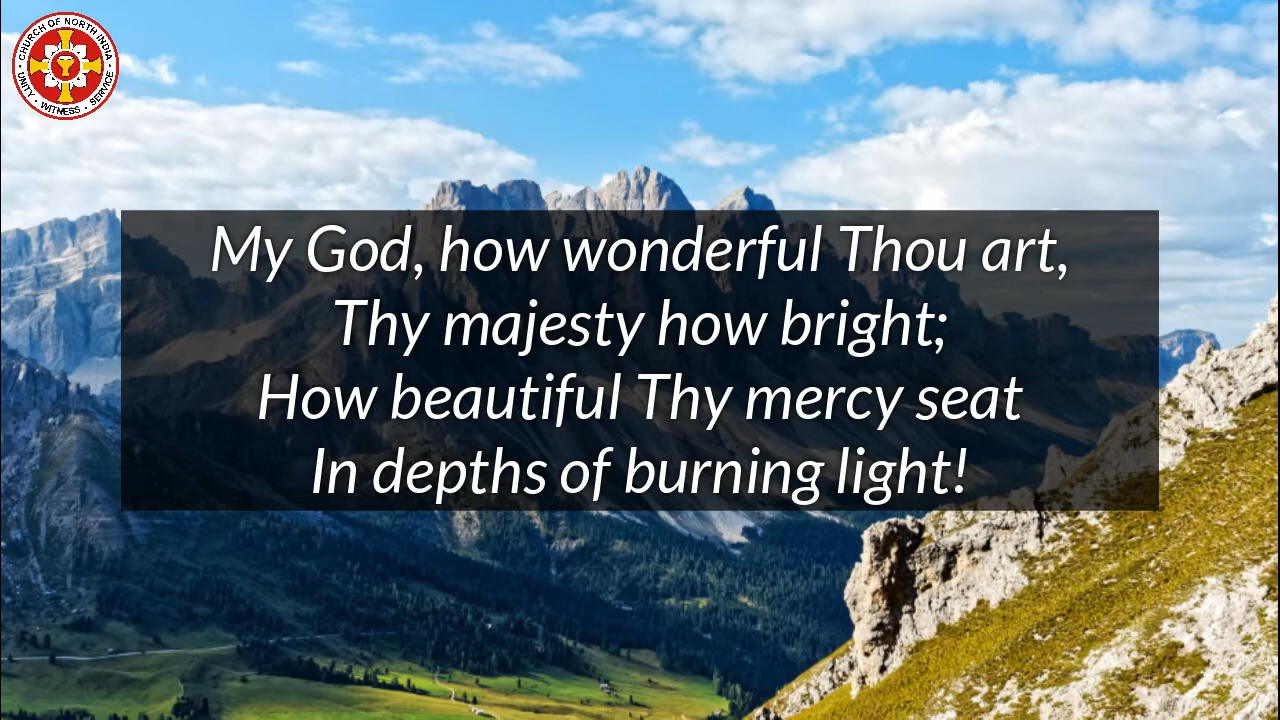 CHURCH OF NORTH INDIA
UNITY • WITNESS • SERVICE
My God, how wonderful Thou art,
Thy majesty how bright;
How beautiful Thy mercy seat
In depths of burning light!